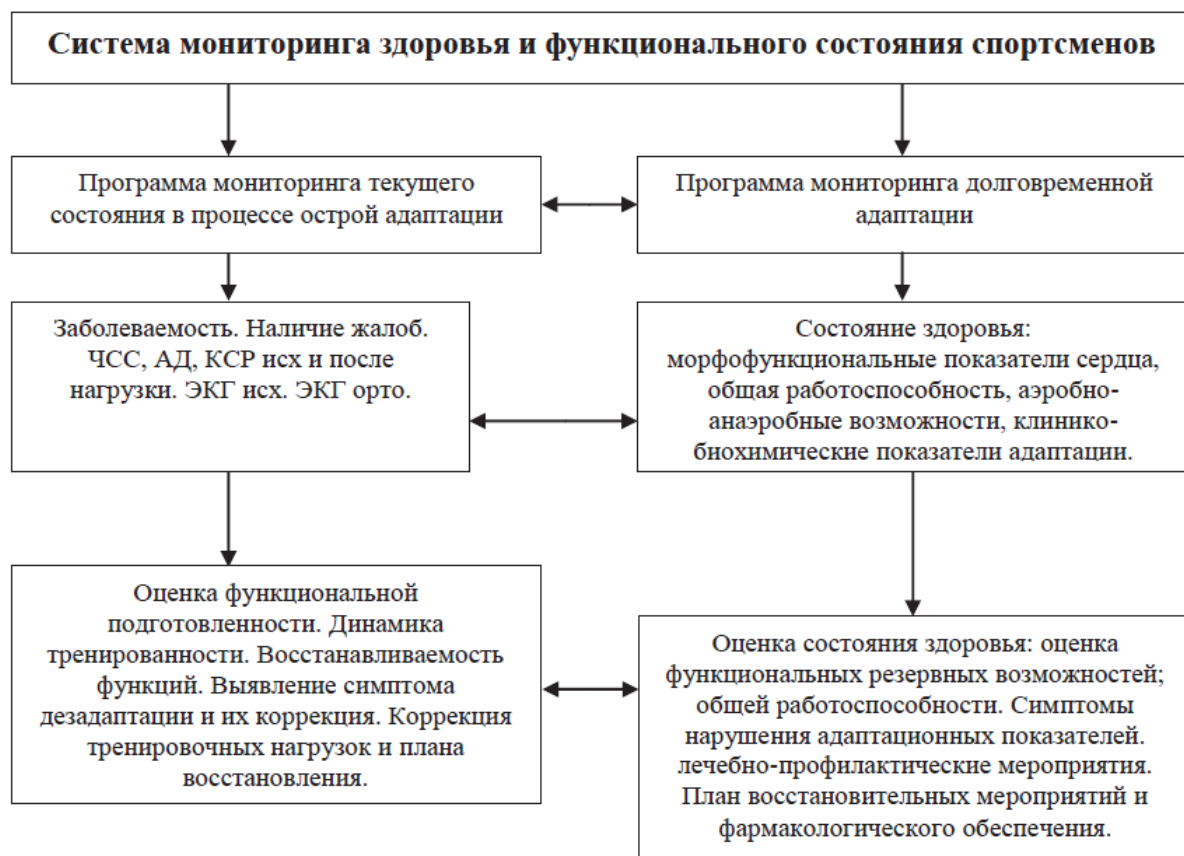 Система мониторинга здоровья и функционального состояния спортсменов
Программа мониторинга текущего
состояния в процессе острой адаптации
Программа мониторинга долговременной
адаптации
Заболеваемость. Наличие жалоб.
ЧСС, АД, КСР исх и после
нагрузки. ЭКГ исх. ЭКГ орто.
Состояние здоровья:
морфофункциональные показатели сердца,
общая работоспособность, аэробно-
анаэробные возможности, клинико-
биохимические показатели адаптации.
Оценка функциональной
подготовленности. Динамика
тренированности. Восстанавливаемость
функций. Выявление симптома
дезадаптации и их коррекция. Коррекция
тренировочных нагрузок и плана
восстановления.
Оценка состояния здоровья: оценка
функциональных резервных возможностей;
общей работоспособности. Симптомы
нарушения адаптационных показателей.
лечебно-профилактические мероприятия.
План восстановительных мероприятий и
фармакологического обеспечения.